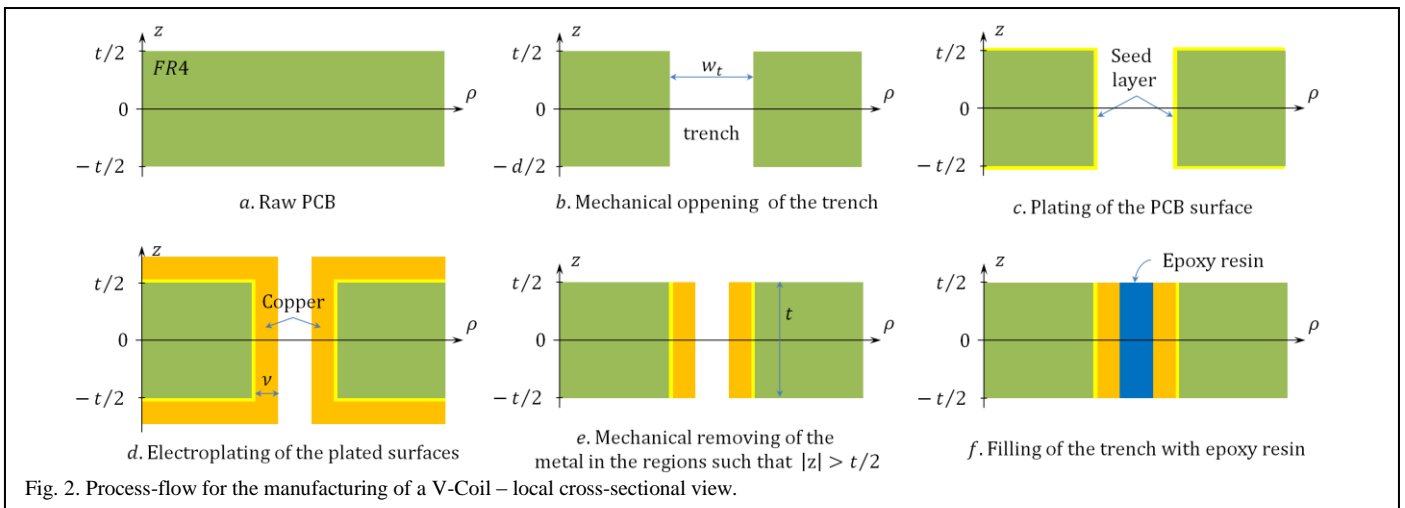 z
t/2
FR4
0
ρ
− t/2
a. Raw PCB
z
t/2
w_t
0
ρ
trench
− d/2
b. Mechanical oppening of the trench
z
t/2
Seed
layer
0
ρ
− t/2
c. Plating of the PCB surface
z
t/2
Copper
0
ρ
v
− t/2
d. Electroplating of the plated surfaces
z
t/2
t
0
ρ
− t/2
e. Mechanical removing of the
metal in the regions such that |z| > t/2
z
Epoxy resin
t/2
0
ρ
− t/2
f. Filling of the trench with epoxy resin
Fig. 2. Process-flow for the manufacturing of a V-Coil – local cross-sectional view.